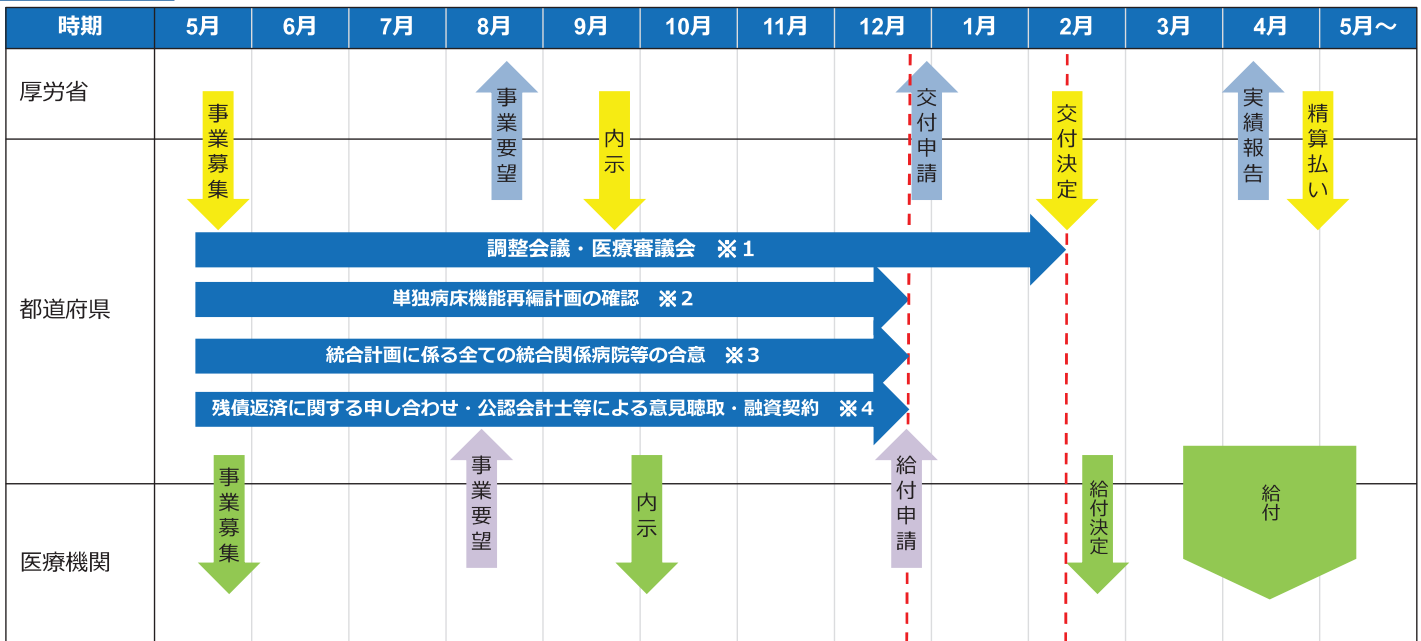 時期 5月 6月 7月 8月 9月 10月 11月 12月 1月 2月 3月 4月 5月～
厚労省
事業募集
事業要望
内示
交付申請
交付決定
実績報告
精算払い
都道府県
調整会議・医療審議会 ※１
単独病床機能再編計画の確認 ※２
統合計画に係る全ての統合関係病院等の合意 ※３
残債返済に関する申し合わせ・公認会計士等による意見聴取・融資契約 ※４
医療機関
事業募集
事業要望
内示
給付申請
給付決定
給付